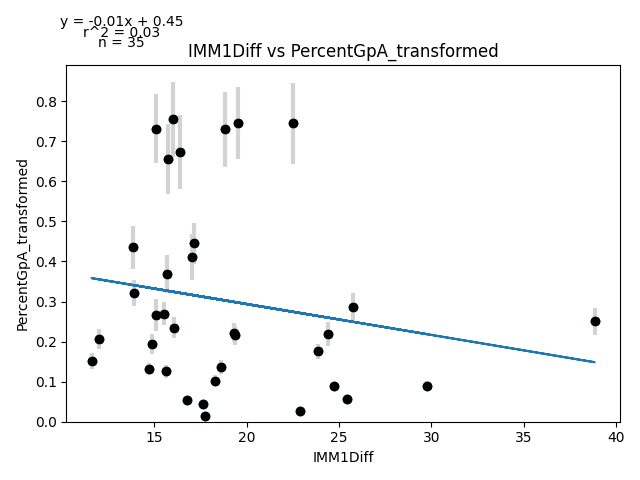 y = -0.01x + 0.45
r^2 = 0.03
n = 35
IMM1Diff vs PercentGpA_transformed
PercentGpA_transformed
0.8
0.7
0.6
0.5
0.4
0.3
0.2
0.1
0.0
15 20 25 30 35 40
IMM1Diff